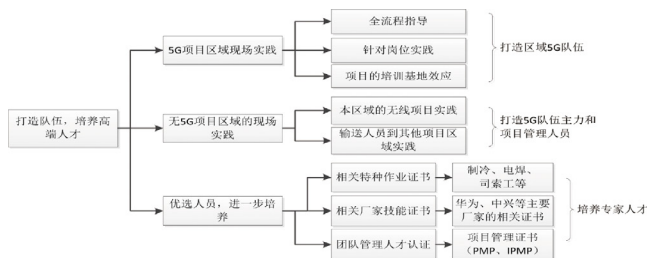 全流程指导
5G项目区域现场实践
针对岗位实践
打造区域5G队伍
项目的培训基地效应
打造队伍，培养高
端人才
无5G项目区域的现场
实践
本区域的无线项目实践
输送人员到其他项目区
域实践
打造5G队伍主力和
项目管理人员
优选人员，进一步培
养
相关特种作业证书
制冷、电焊、
司索工等
相关厂家技能证书
华为、中兴等主要
厂家的相关证书
培养专家人才
团队管理人才认证
项目管理证书
（PMP、IPMP）